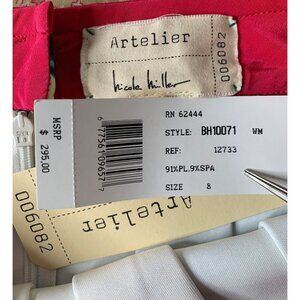 Artelier
nicole miller
006082
MSRP
$ 295.00
RN 62444
STYLE: BH10071 WM
REF: 12733
91%PL.9%SPA
SIZE 8
Artelier
006082